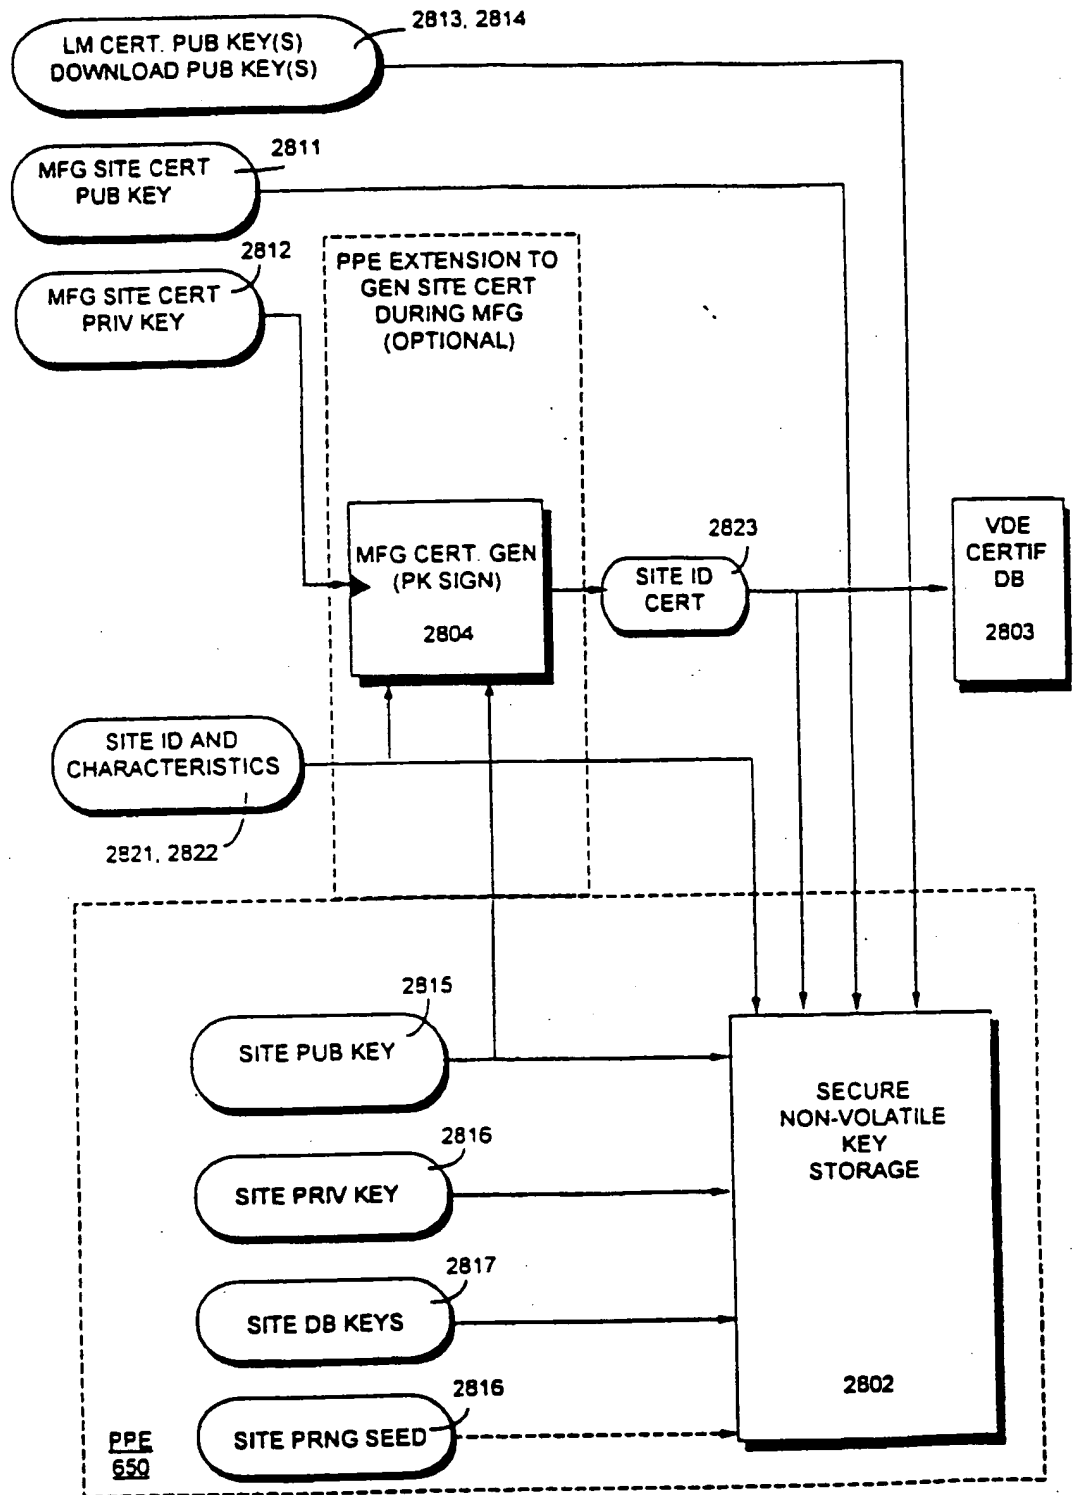 2813, 2814
LM CERT. PUB KEY(S)
DOWNLOAD PUB KEY(S)
2811
MFG SITE CERT
PUB KEY
2812
MFG SITE CERT
PRIV KEY
PPE EXTENSION TO
GEN SITE CERT
DURING MFG
(OPTIONAL)
MFG CERT. GEN
(PK SIGN)
2804
2823
SITE ID
CERT
VDE
CERTIF
DB
2803
SITE ID AND
CHARACTERISTICS
2821, 2822
2815
SITE PUB KEY
2816
SITE PRIV KEY
2817
SITE DB KEYS
2816
SITE PRNG SEED
SECURE
NON-VOLATILE
KEY
STORAGE
2802
PPE
650